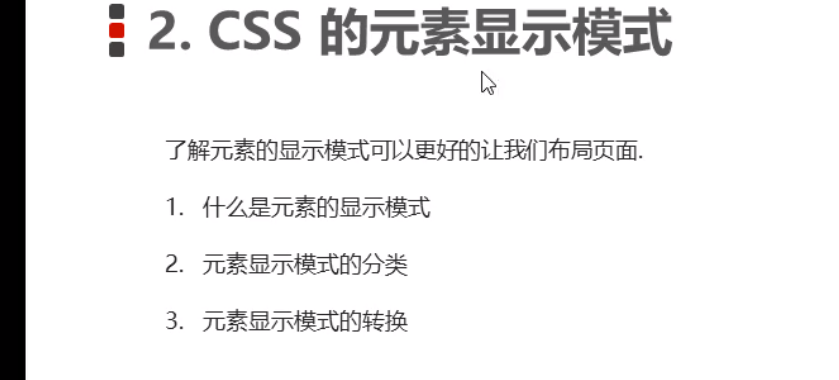 2. CSS 的元素显示模式
了解元素的显示模式可以更好的让我们布局页面.
1. 什么是元素的显示模式
2. 元素显示模式的分类
3. 元素显示模式的转换